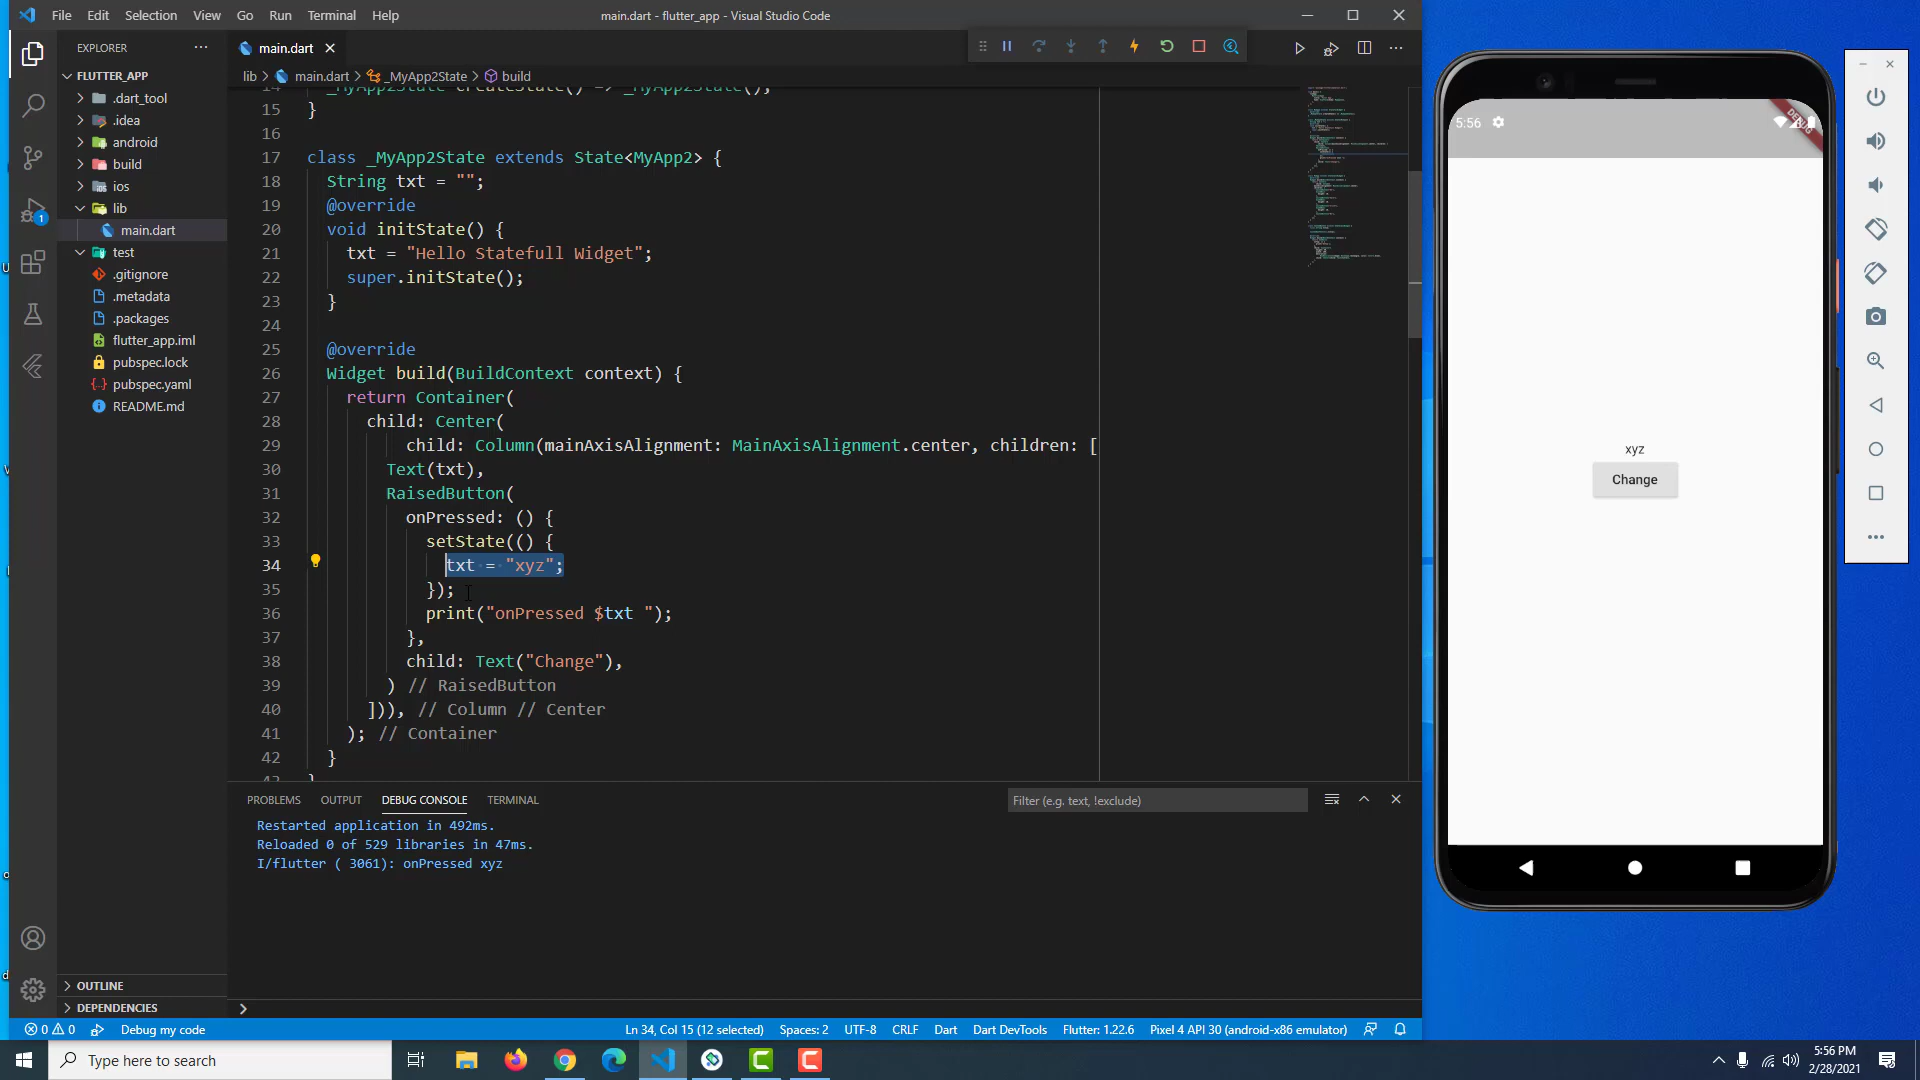 File Edit Selection View Go Run Terminal Help
main.dart - flutter_app - Visual Studio Code
EXPLORER
FLUTTER_APP
.dart_tool
.idea
android
build
ios
lib
main.dart
test
.gitignore
.metadata
.packages
flutter_app.iml
pubspec.lock
pubspec.yaml
README.md
OUTLINE
DEPENDENCIES
1
main.dart
lib > main.dart > _MyApp2State > build
_MyApp2State createState() => _MyApp2State();
15 }
16
17 class _MyApp2State extends State<MyApp2> {
18 String txt = "";
19 @override
20 void initState() {
21 txt = "Hello Statefull Widget";
22 super.initState();
23 }
24
25 @override
26 Widget build(BuildContext context) {
27 return Container(
28 child: Center(
29 child: Column(mainAxisAlignment: MainAxisAlignment.center, children: [
30 Text(txt),
31 RaisedButton(
32 onPressed: () {
33 setState(() {
34 txt = "xyz";
35 });
36 print("onPressed $txt ");
37 },
38 child: Text("Change"),
39 ) // RaisedButton
40 ])), // Column // Center
41 ); // Container
42 }
PROBLEMS OUTPUT DEBUG CONSOLE TERMINAL
Filter (e.g. text, !exclude)
Restarted application in 492ms.
Reloaded 0 of 529 libraries in 47ms.
I/flutter ( 3061): onPressed xyz
0 0 Debug my code
Ln 34, Col 15 (12 selected) Spaces: 2 UTF-8 CRLF Dart Dart DevTools Flutter: 1.22.6 Pixel 4 API 30 (android-x86 emulator)
5:56
DEBUG
xyz
Change
Type here to search
5:56 PM
2/28/2021